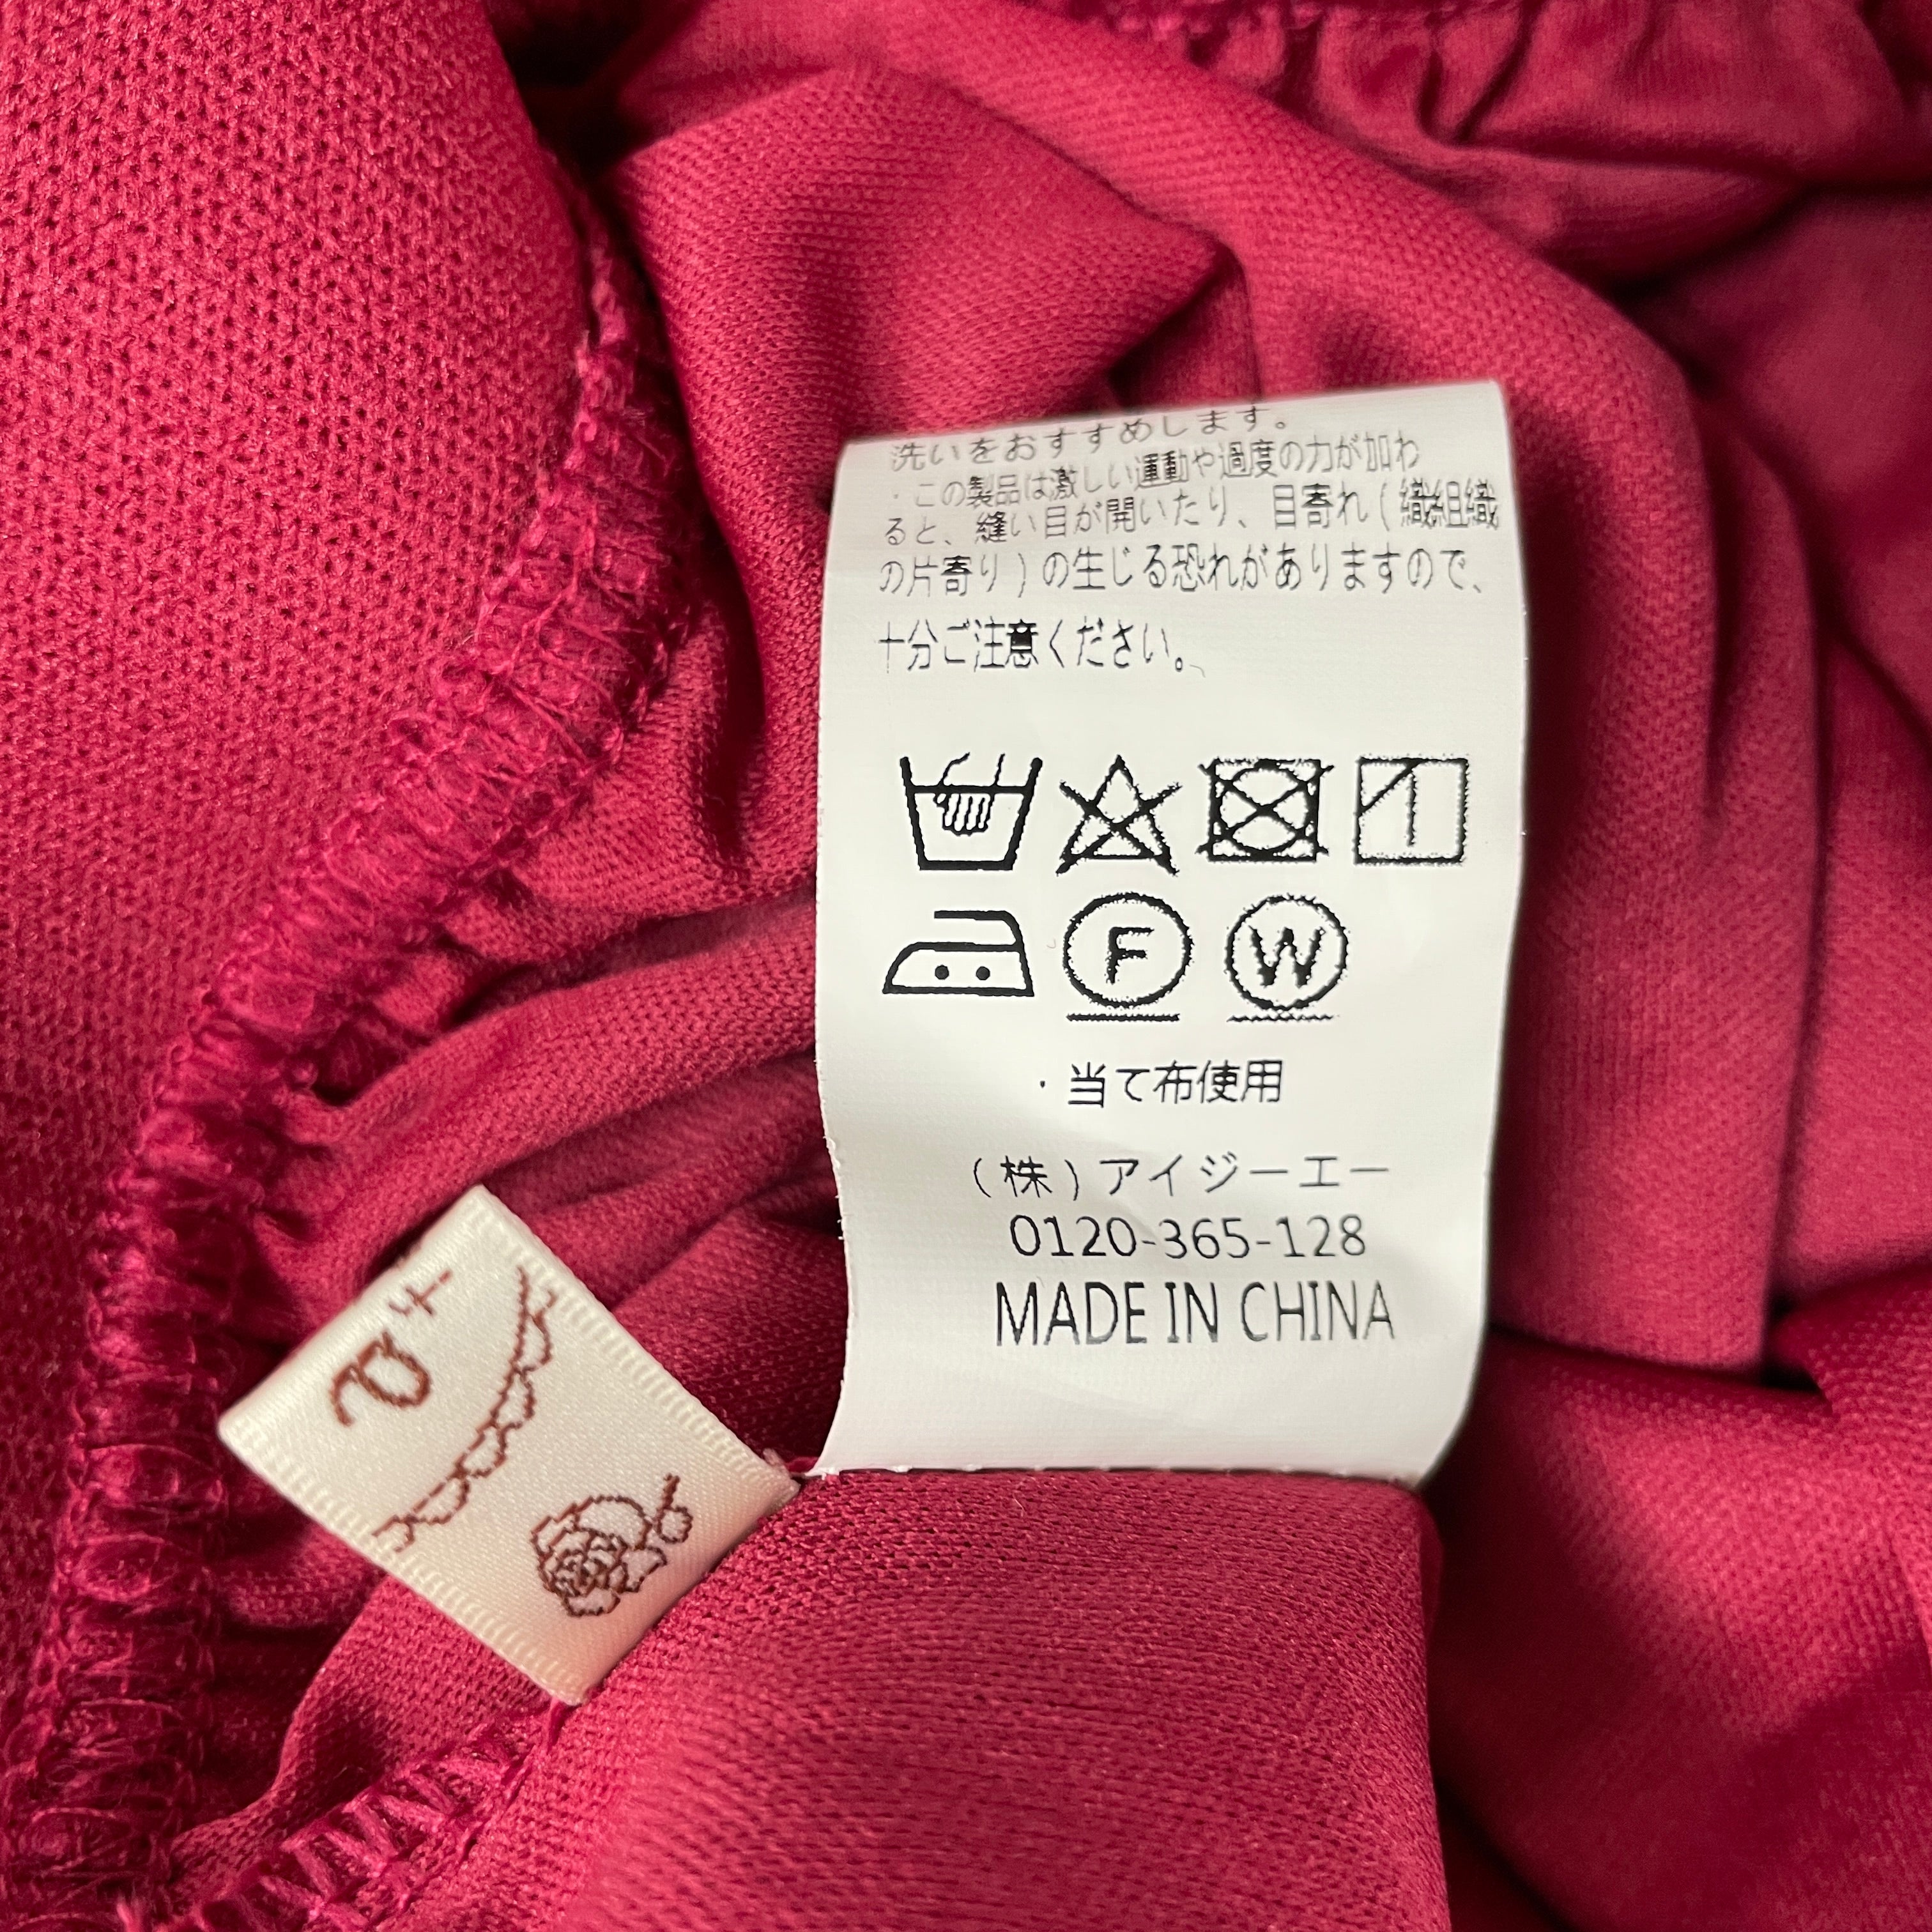 洗いをおすすめします。
・この製品は激しい運動や過度の力が加わ
ると、縫い目が開いたり、目寄れ(織組織
の片寄り)の生じる恐れがありますので、
十分ご注意ください。
F W
・当て布使用
(株)アイジーエー
0120-365-128
MADE IN CHINA